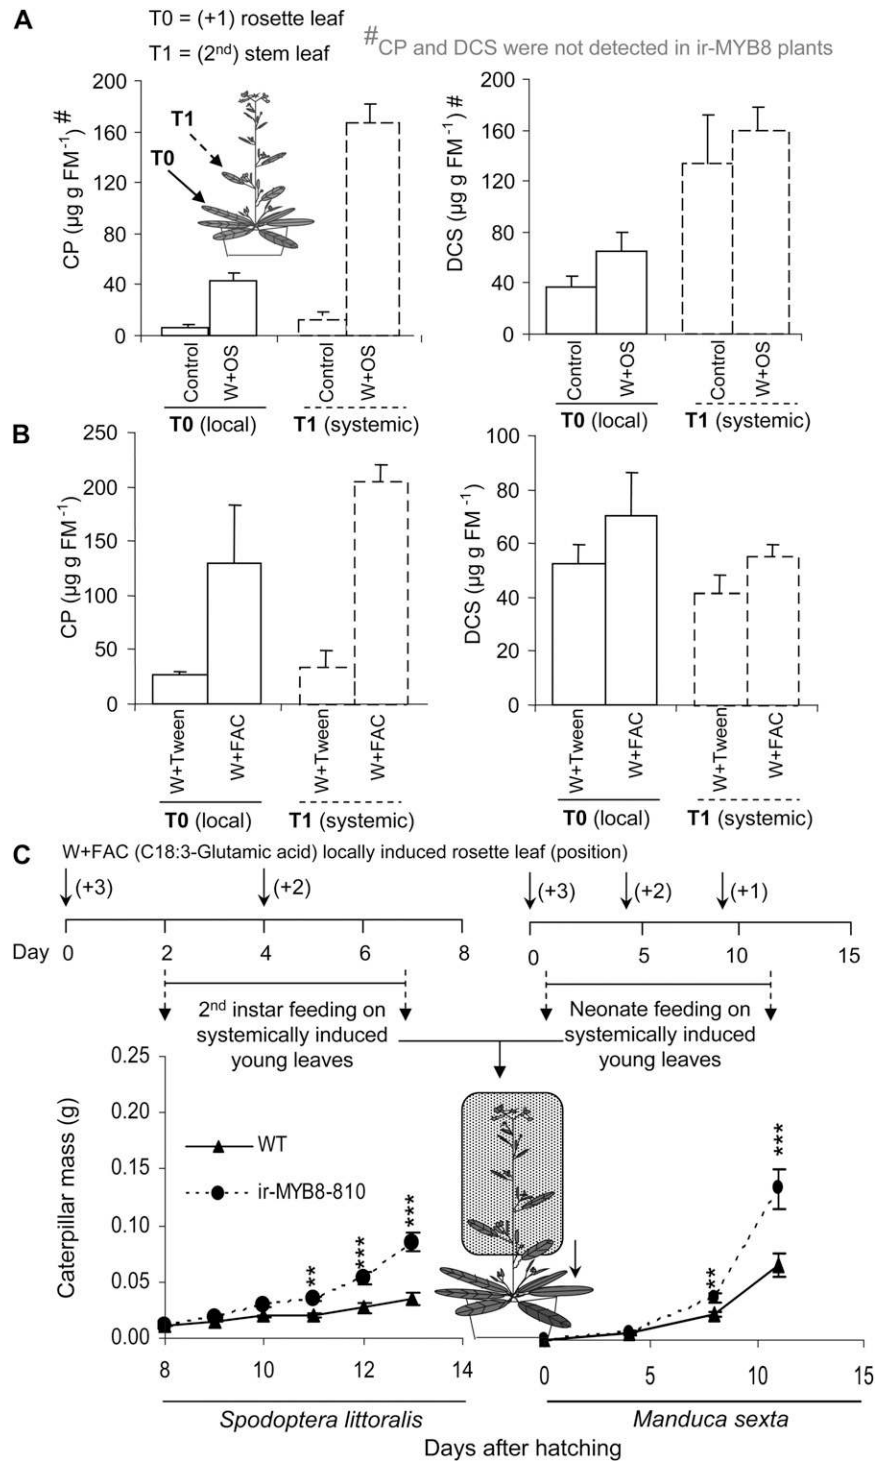 A
T0 = (+1) rosette leaf
T1 = (2nd) stem leaf
#CP and DCS were not detected in ir-MYB8 plants
CP (µg g FM-1) #
200
160
120
80
40
0
T1
T0
Control
W+OS
Control
W+OS
T0 (local)
T1 (systemic)
DCS (µg g FM-1) #
200
160
120
80
40
0
Control
W+OS
Control
W+OS
T0 (local)
T1 (systemic)
B
CP (µg g FM-1)
250
200
150
100
50
0
W+Tween
W+FAC
W+Tween
W+FAC
T0 (local)
T1 (systemic)
DCS (µg g FM-1)
100
80
60
40
20
0
W+Tween
W+FAC
W+Tween
W+FAC
T0 (local)
T1 (systemic)
C
W+FAC (C18:3-Glutamic acid) locally induced rosette leaf (position)
(+3)
(+2)
(+3)
(+2)
(+1)
Day
0
2
4
6
8
0
5
10
15
2nd instar feeding on
systemically induced
young leaves
Neonate feeding on
systemically induced
young leaves
Caterpillar mass (g)
0.25
0.20
0.15
0.10
0.05
0.00
WT
ir-MYB8-810
**
***
***
**
***
8
10
12
14
0
5
10
15
Spodoptera littoralis
Manduca sexta
Days after hatching